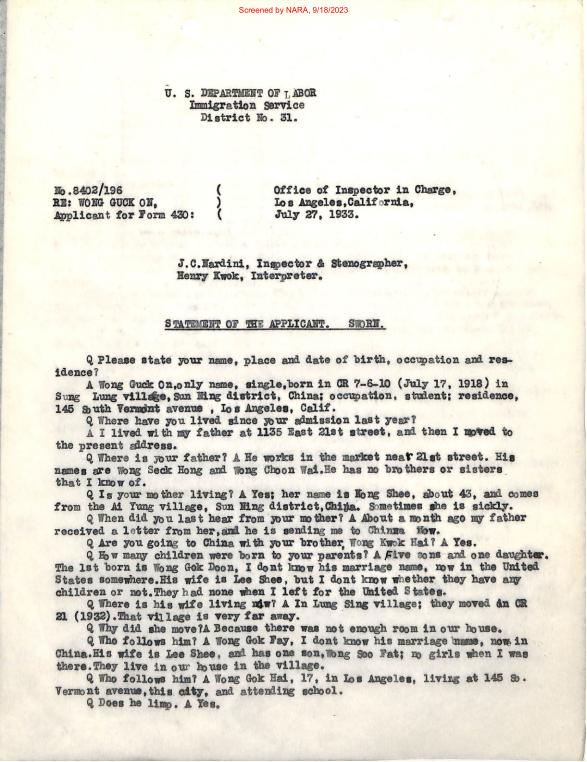 Screened by NARA, 9/18/2023
U. S. DEPARTMENT OF LABOR
Immigration Service
District No. 31.
No.8402/196 ( Office of Inspector in Charge,
RE: WONG GUCK ON, ) Los Angeles,California,
Applicant for Form 430: ( July 27, 1933.
J.C.Nardini, Inspector & Stenographer,
Henry Kwok, Interpreter.
STATEMENT OF THE APPLICANT. SWORN.
Q Please state your name, place and date of birth, occupation and res-
idence?
A Wong Guck On,only name, single,born in CR 7-6-10 (July 17, 1918) in
Sung Lung village,Sun Ning district, China; occupation, student; residence,
145 South Vermont avenue , Los Angeles, Calif.
Q Where have you lived since your admission last year?
A I lived with my father at 1135 East 21st street, and then I moved to
the present address.
Q Where is your father? A He works in the market near 21st street. His
names are Wong Seck Hong and Wong Choon Wai.He has no brothers or sisters
that I know of.
Q Is your mother living? A Yes; her name is Hong Shee, about 43, and comes
from the Ai Yung village, Sun Ning district,China. Sometimes she is sickly.
Q When did you last hear from your mother? A About a month ago my father
received a letter from her,and he is sending me to Chinma Now.
Q Are you going to China with your brother, Wong Kwok Hai? A Yes.
Q How many children were born to your parents? A Five sons and one daughter.
The 1st born is Wong Gok Doon, I dont know his marriage name, now in the United
States somewhere.His wife is Lee Shee, but I dont know whether they have any
children or not.They had none when I left for the United States.
Q Where is his wife living now? A In Lung Sing village; they moved in CR
21 (1932).That village is very far away.
Q Why did she move?A Because there was not enough room in our house.
Q Who follows him? A Wong Gok Fay, I dont know his marriage name, now in
China.His wife is Lee Shee, and has one son,Wong Soo Fat; no girls when I was
there.They live in our house in the village.
Q Who follows him? A Wong Gok Hai, 17, in Los Angeles, living at 145 So.
Vermont avenue,this city, and attending school.
Q Does he limp. A Yes.